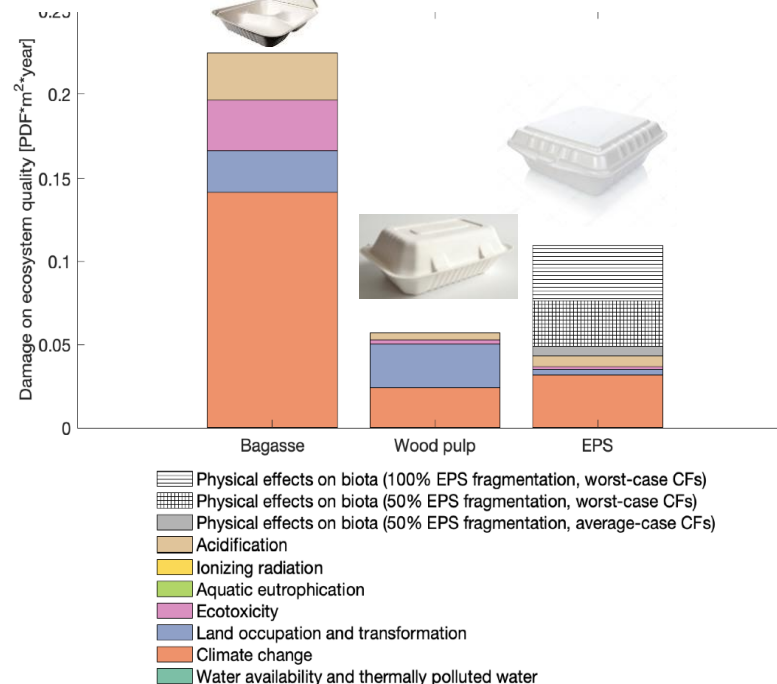 0.25
0.2
0.15
0.1
0.05
0
Damage on ecosystem quality [PDF*m²*year]
Bagasse Wood pulp EPS
Physical effects on biota (100% EPS fragmentation, worst-case CFs)
Physical effects on biota (50% EPS fragmentation, worst-case CFs)
Physical effects on biota (50% EPS fragmentation, average-case CFs)
Acidification
Ionizing radiation
Aquatic eutrophication
Ecotoxicity
Land occupation and transformation
Climate change
Water availability and thermally polluted water